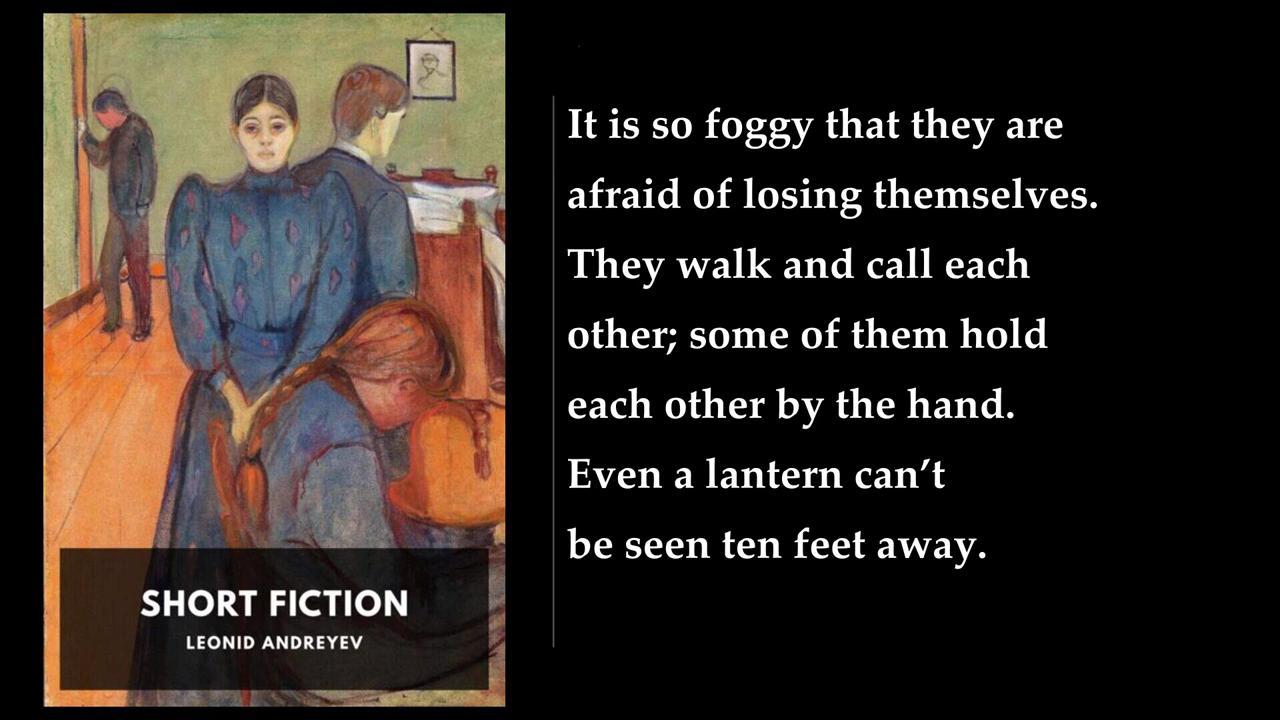 SHORT FICTION
LEONID ANDREYEV
It is so foggy that they are
afraid of losing themselves.
They walk and call each
other; some of them hold
each other by the hand.
Even a lantern can’t
be seen ten feet away.